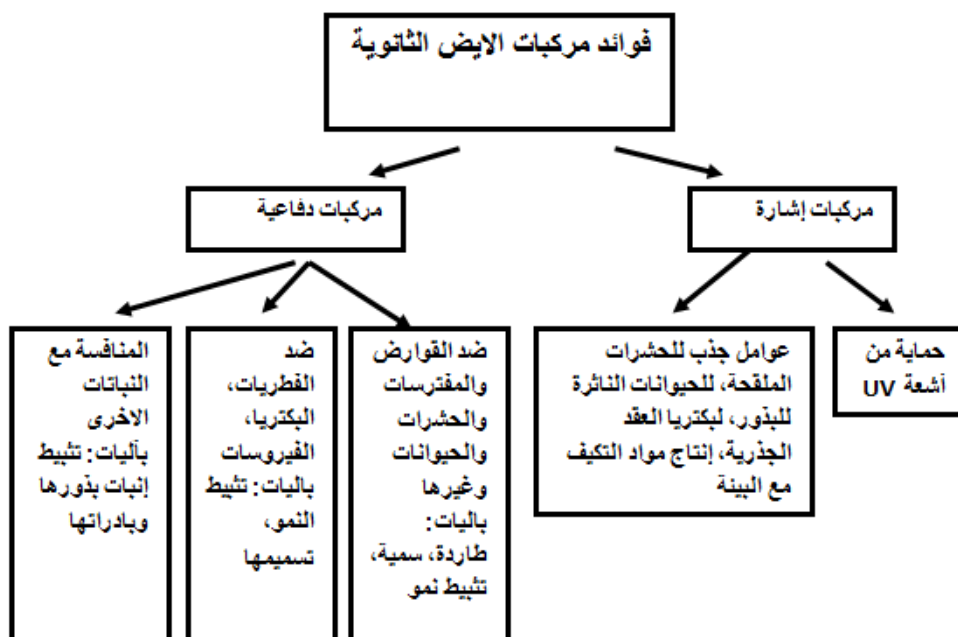 فوائد مركبات الايض الثانوية
مركبات إشارة
مركبات دفاعية
حماية من
أشعة UV
عوامل جذب للحشرات
الملقحة، للحيوانات الناثرة
للبذور، لبكتريا العقد
الجذرية، إنتاج مواد التكيف
مع البيئة
ضد القوارض
والمفترسات
والحشرات
والحيوانات
وغيرها
باليات:
طاردة، سمية،
تثبيط نمو
ضد
الفطريات،
البكتريا،
الفيروسات
باليات: تثبيط
النمو،
تسميمها
المنافسة مع
النباتات
الاخرى
بآليات: تثبيط
إنبات بذورها
وبادراتها